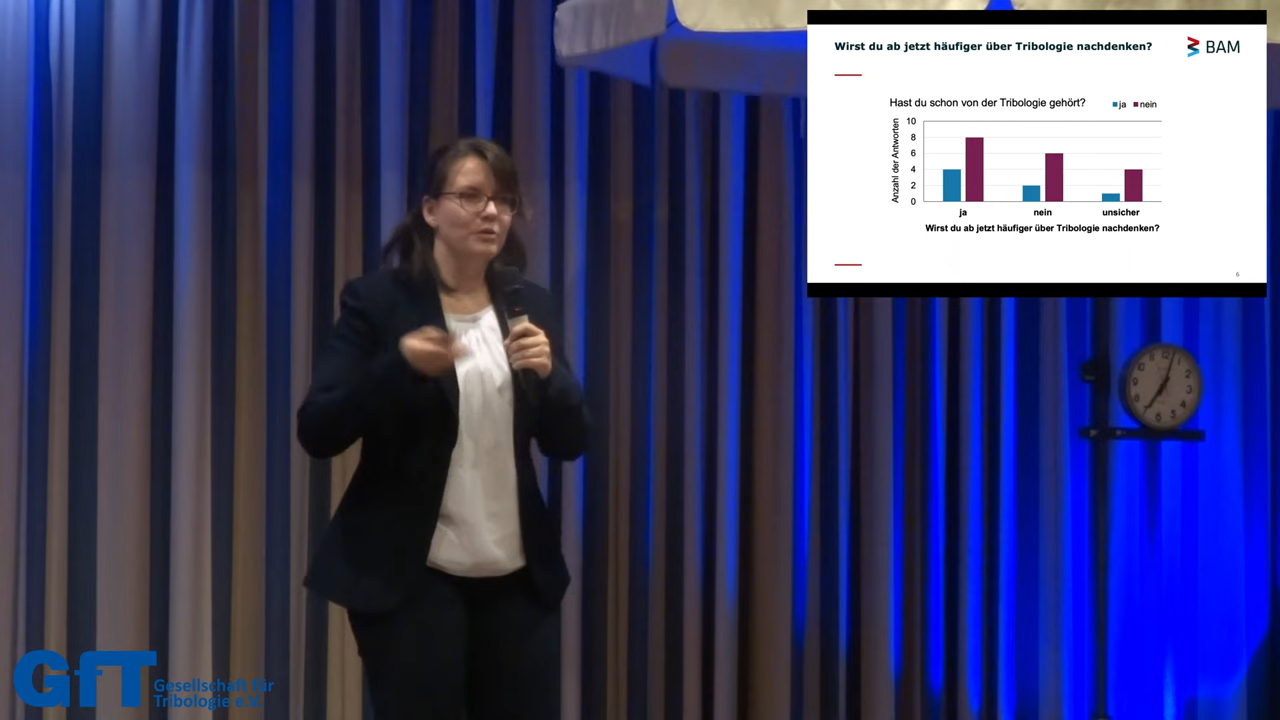 Wirst du ab jetzt häufiger über Tribologie nachdenken?
BAM
Hast du schon von der Tribologie gehört?
ja nein
Anzahl der Antworten
10
8
6
4
2
0
ja nein unsicher
Wirst du ab jetzt häufiger über Tribologie nachdenken?
6
GfT
Gesellschaft für
Tribologie e.V.